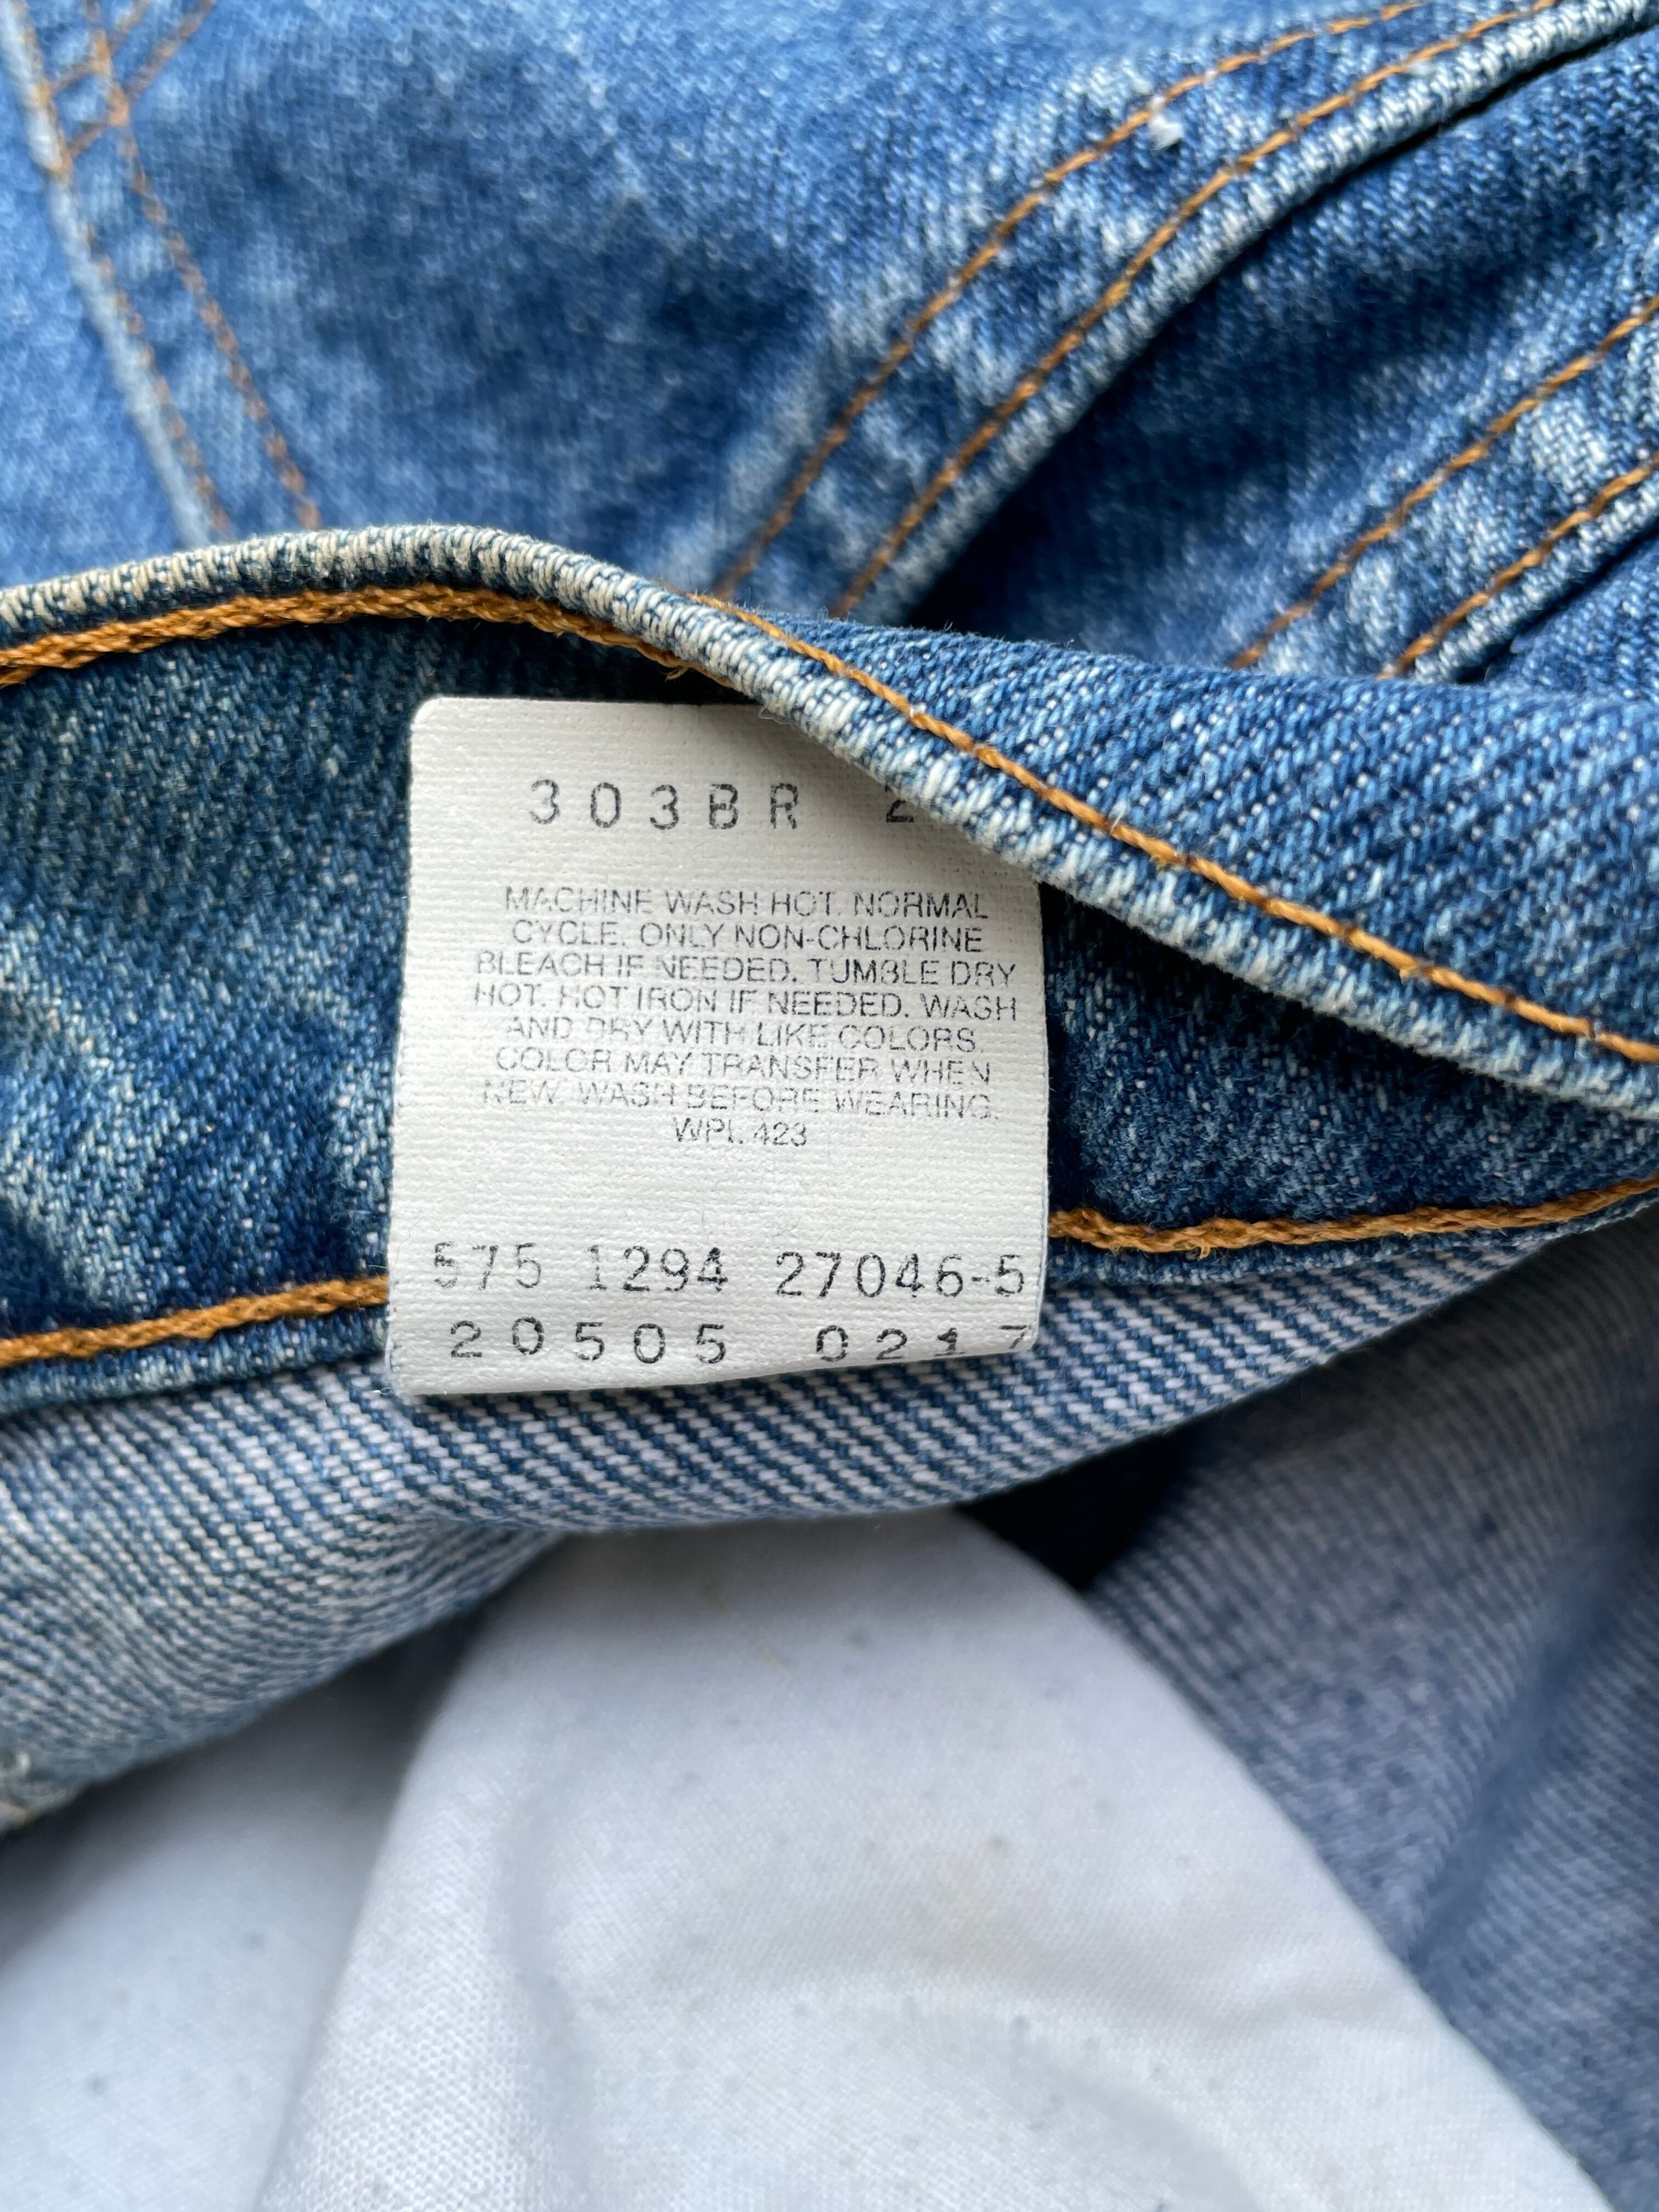 303BR 2
MACHINE WASH HOT. NORMAL
CYCLE. ONLY NON-CHLORINE
BLEACH IF NEEDED. TUMBLE DRY
HOT. HOT IRON IF NEEDED. WASH
AND DRY WITH LIKE COLORS.
COLOR MAY TRANSFER WHEN
NEW. WASH BEFORE WEARING.
WPL 423
575 1294 27046-5
20505 0217